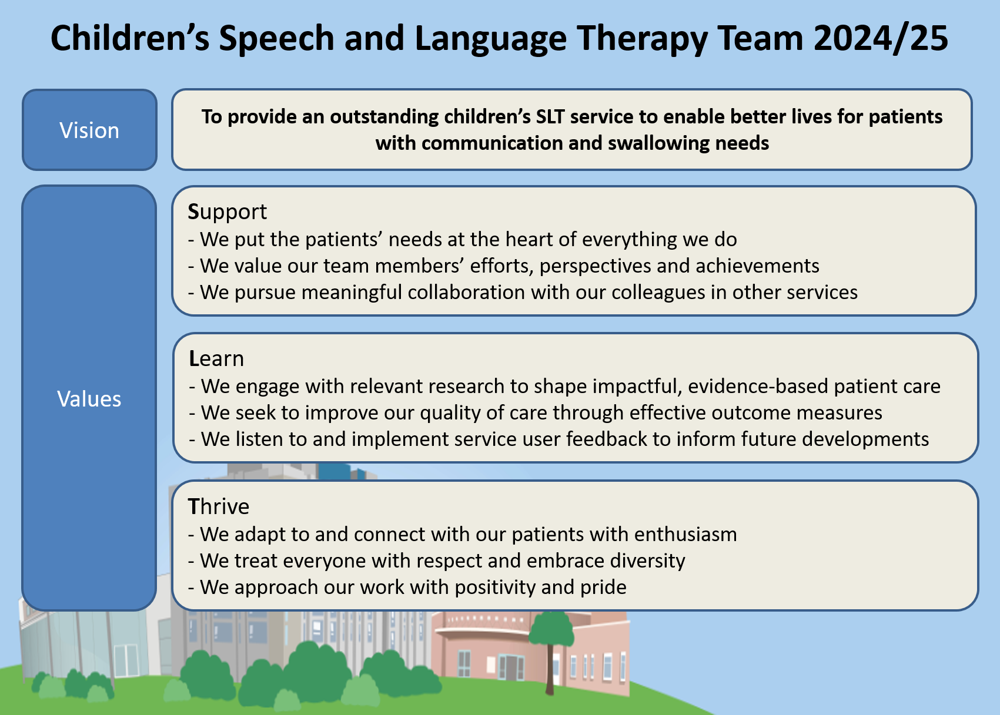 Children’s Speech and Language Therapy Team 2024/25
Vision
To provide an outstanding children’s SLT service to enable better lives for patients
with communication and swallowing needs
Values
Support
- We put the patients’ needs at the heart of everything we do
- We value our team members’ efforts, perspectives and achievements
- We pursue meaningful collaboration with our colleagues in other services
Learn
- We engage with relevant research to shape impactful, evidence-based patient care
- We seek to improve our quality of care through effective outcome measures
- We listen to and implement service user feedback to inform future developments
Thrive
- We adapt to and connect with our patients with enthusiasm
- We treat everyone with respect and embrace diversity
- We approach our work with positivity and pride